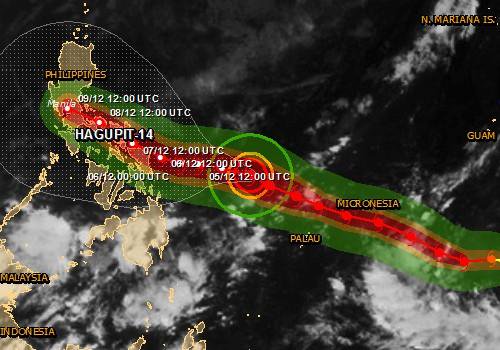 N. MARIANA IS.
PHILIPPINES
09/12 12:00 UTC
Manila
08/12 12:00 UTC
HAGUPIT-14
GUAM
07/12 12:00 UTC
06/12 12:00 UTC
06/12 00:00 UTC
05/12 12:00 UTC
MICRONESIA
PALAU
MALAYSIA
INDONESIA